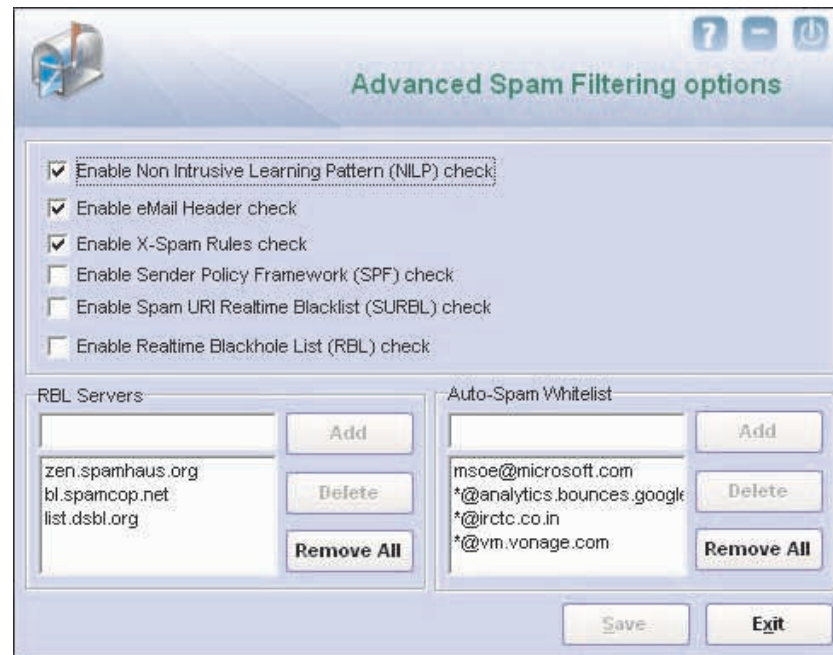 ?
Advanced Spam Filtering options
Enable Non Intrusive Learning Pattern (NILP) check
Enable eMail Header check
Enable X-Spam Rules check
Enable Sender Policy Framework (SPF) check
Enable Spam URI Realtime Blacklist (SURBL) check
Enable Realtime Blackhole List (RBL) check
RBL Servers
Add
zen.spamhaus.org
bl.spamcop.net
list.dsbl.org
Delete
Remove All
Auto-Spam Whitelist
Add
msoe@microsoft.com
*@analytics.bounces.google
*@irctc.co.in
*@vm.vonage.com
Delete
Remove All
Save
Exit